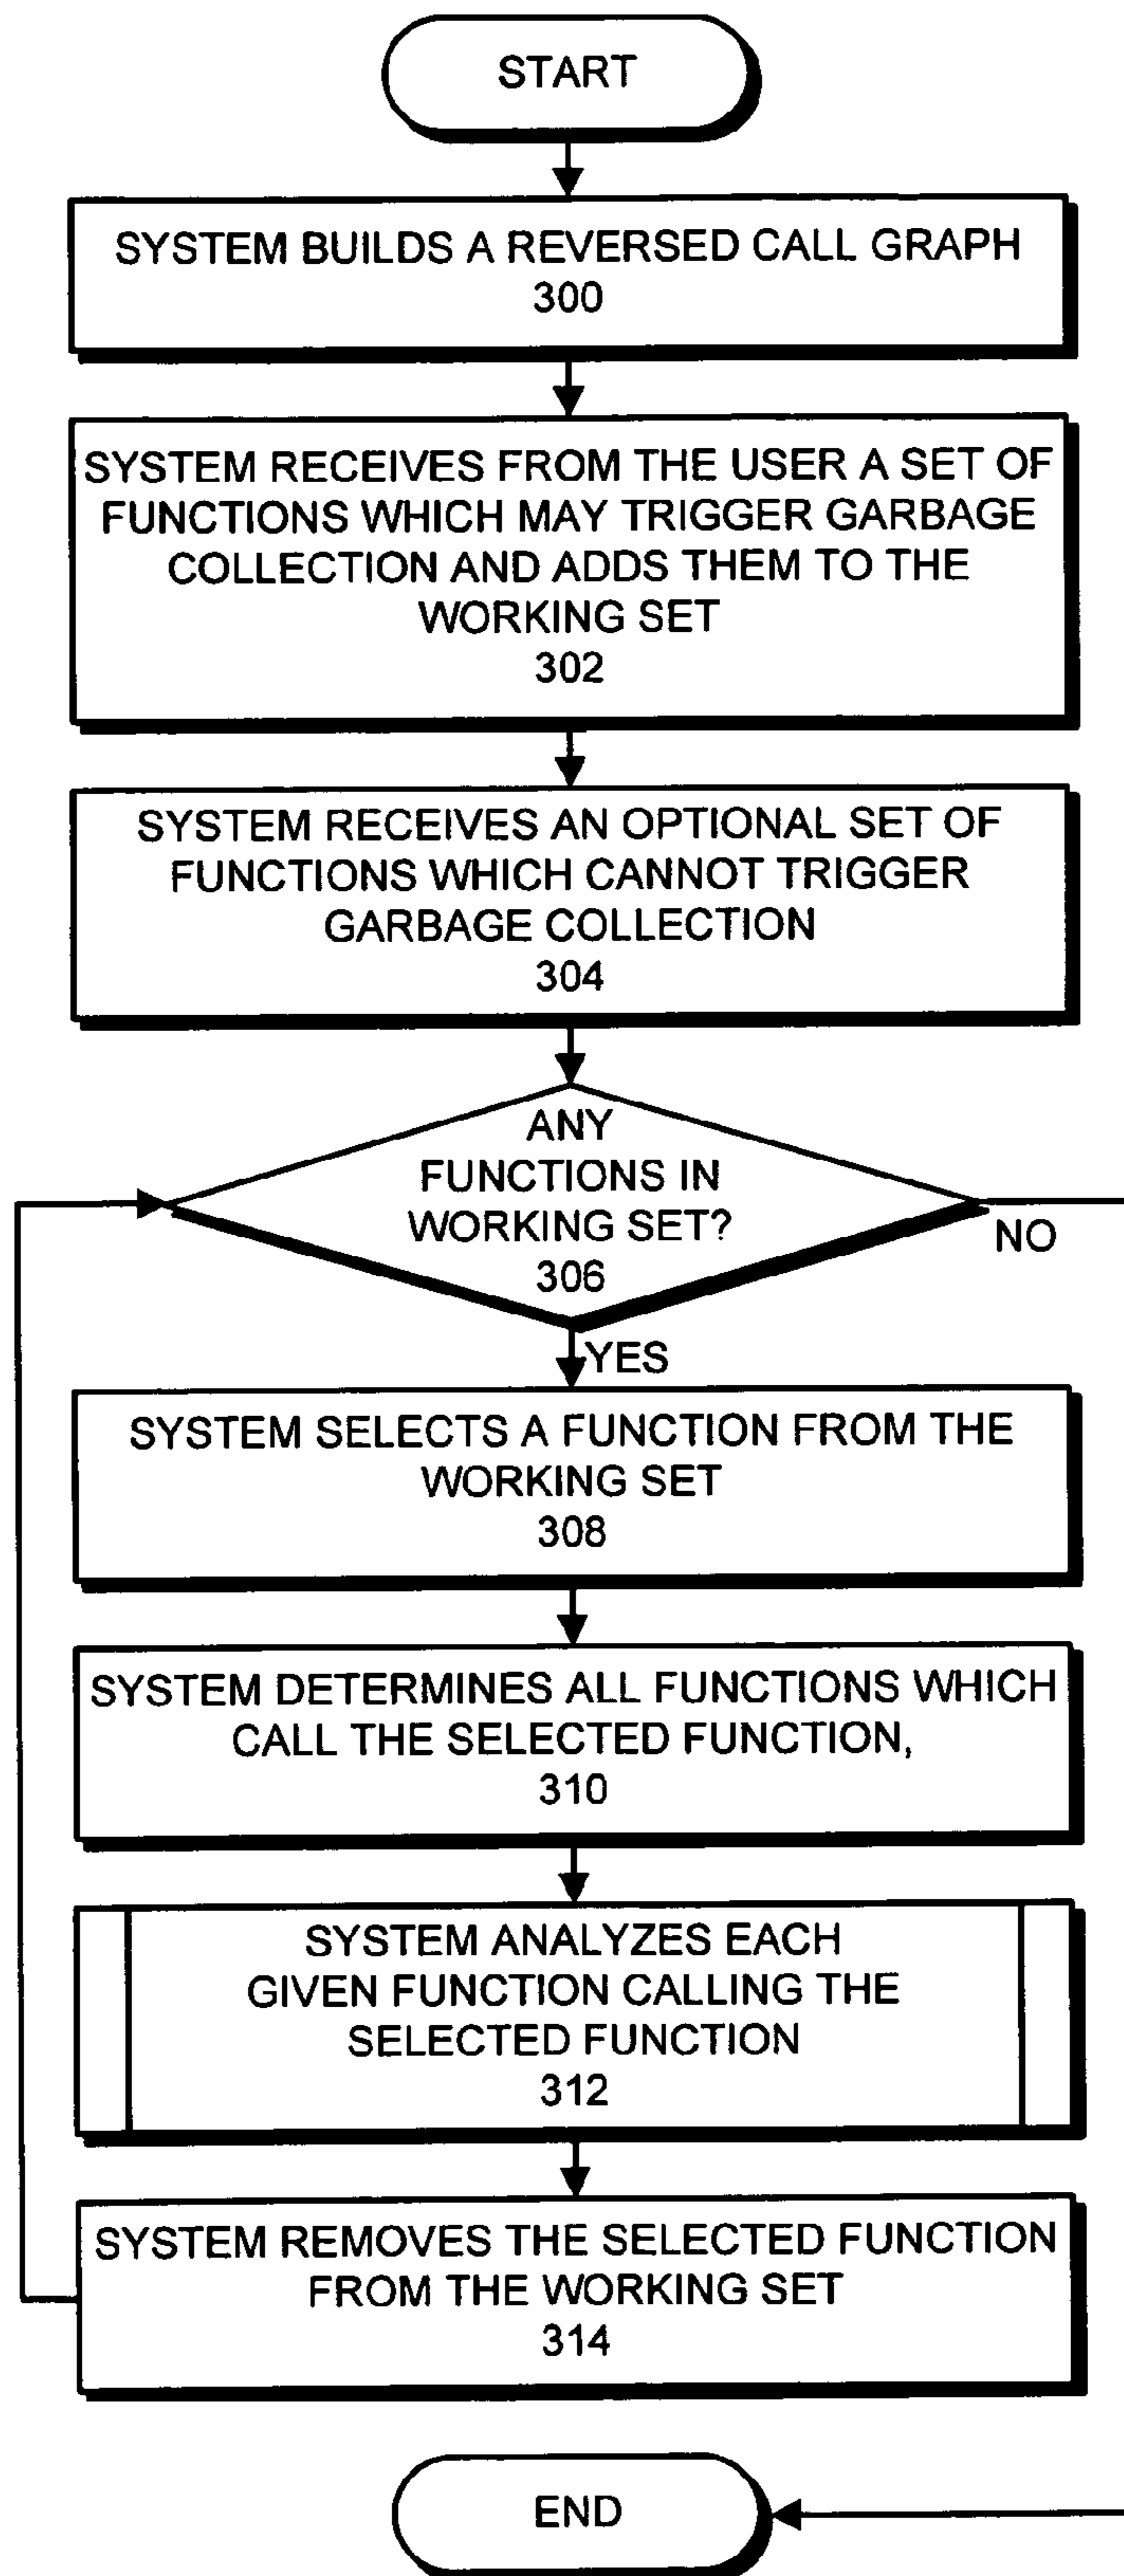 START
SYSTEM BUILDS A REVERSED CALL GRAPH
300
SYSTEM RECEIVES FROM THE USER A SET OF
FUNCTIONS WHICH MAY TRIGGER GARBAGE
COLLECTION AND ADDS THEM TO THE
WORKING SET
302
SYSTEM RECEIVES AN OPTIONAL SET OF
FUNCTIONS WHICH CANNOT TRIGGER
GARBAGE COLLECTION
304
ANY
FUNCTIONS IN
WORKING SET?
306
NO
YES
SYSTEM SELECTS A FUNCTION FROM THE
WORKING SET
308
SYSTEM DETERMINES ALL FUNCTIONS WHICH
CALL THE SELECTED FUNCTION,
310
SYSTEM ANALYZES EACH
GIVEN FUNCTION CALLING THE
SELECTED FUNCTION
312
SYSTEM REMOVES THE SELECTED FUNCTION
FROM THE WORKING SET
314
END